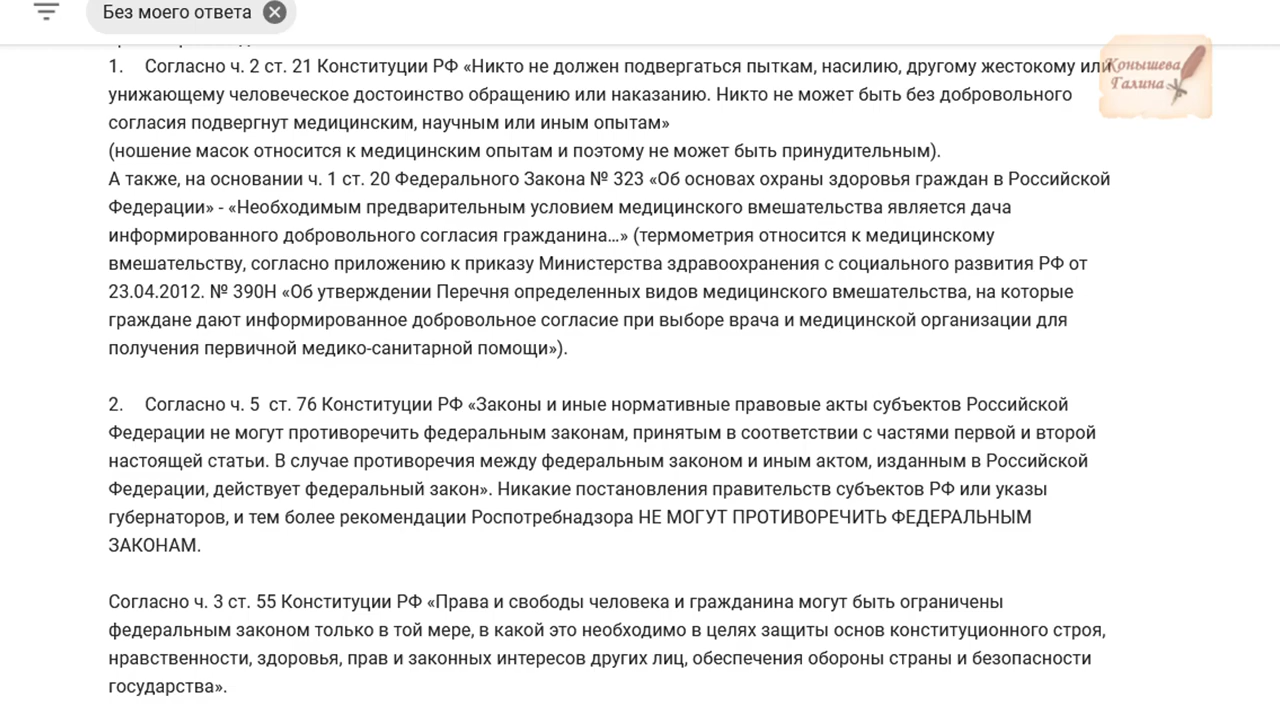 Без моего ответа
1. Согласно ч. 2 ст. 21 Конституции РФ «Никто не должен подвергаться пыткам, насилию, другому жестокому или
унижающему человеческое достоинство обращению или наказанию. Никто не может быть без добровольного
согласия подвергнут медицинским, научным или иным опытам»
(ношение масок относится к медицинским опытам и поэтому не может быть принудительным).
А также, на основании ч. 1 ст. 20 Федерального Закона № 323 «Об основах охраны здоровья граждан в Российской
Федерации» - «Необходимым предварительным условием медицинского вмешательства является дача
информированного добровольного согласия гражданина…» (термометрия относится к медицинскому
вмешательству, согласно приложению к приказу Министерства здравоохранения с социального развития РФ от
23.04.2012. № 390Н «Об утверждении Перечня определенных видов медицинского вмешательства, на которые
граждане дают информированное добровольное согласие при выборе врача и медицинской организации для
получения первичной медико-санитарной помощи»).
2. Согласно ч. 5 ст. 76 Конституции РФ «Законы и иные нормативные правовые акты субъектов Российской
Федерации не могут противоречить федеральным законам, принятым в соответствии с частями первой и второй
настоящей статьи. В случае противоречия между федеральным законом и иным актом, изданным в Российской
Федерации, действует федеральный закон». Никакие постановления правительств субъектов РФ или указы
губернаторов, и тем более рекомендации Роспотребнадзора НЕ МОГУТ ПРОТИВОРЕЧИТЬ ФЕДЕРАЛЬНЫМ
ЗАКОНАМ.
Согласно ч. 3 ст. 55 Конституции РФ «Права и свободы человека и гражданина могут быть ограничены
федеральным законом только в той мере, в какой это необходимо в целях защиты основ конституционного строя,
нравственности, здоровья, прав и законных интересов других лиц, обеспечения обороны страны и безопасности
государства».
Конышева
Галина